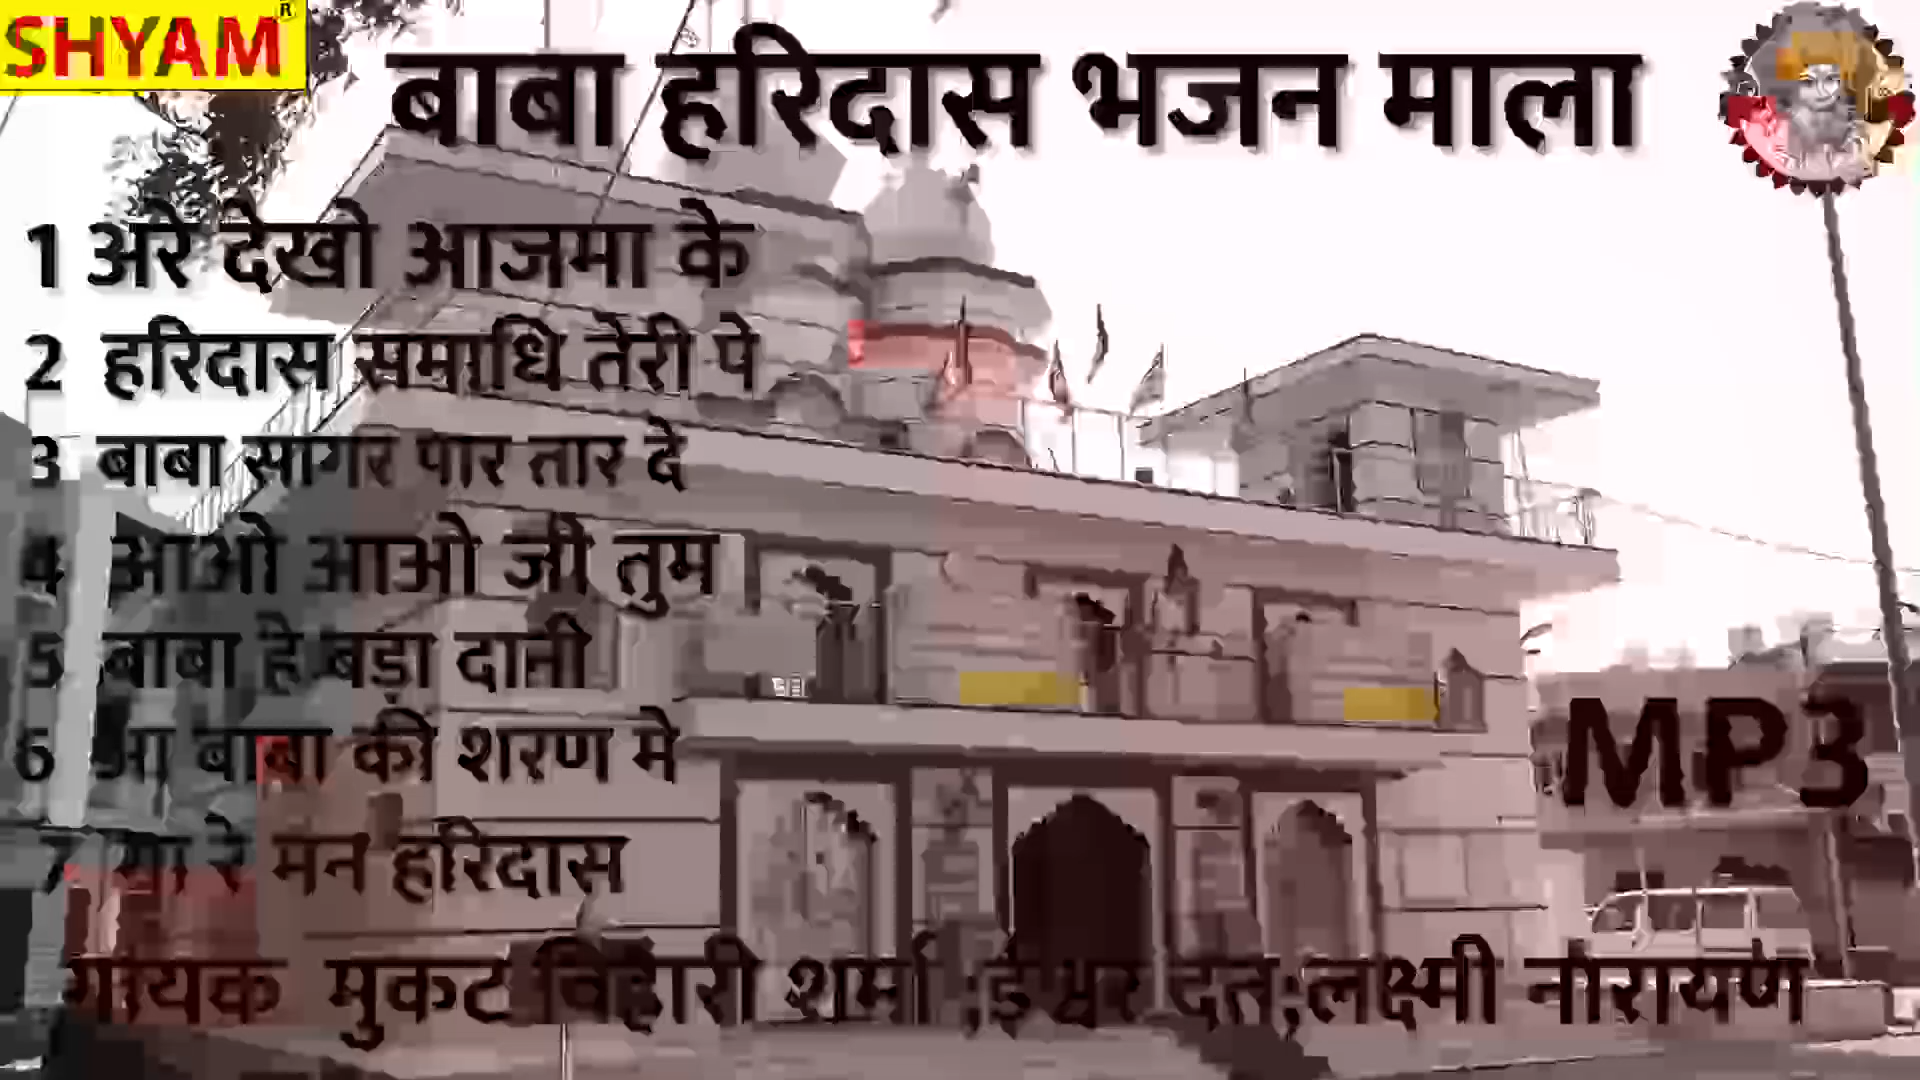 SHYAM®
बाबा हरिदास भजन माला
1 अरे देखो आजमा के
2 हरिदास समाधि तेरी पे
3 बाबा सागर पार तार दे
4 आओ आओ जी तुम
5 बाबा हे बड़ा दानी
6 आ बाबा की शरण मे
7 रे मन हरिदास
MP3
गायक मुकट बिहारी शर्मा ;ईश्वर दत;लक्ष्मी नारायण